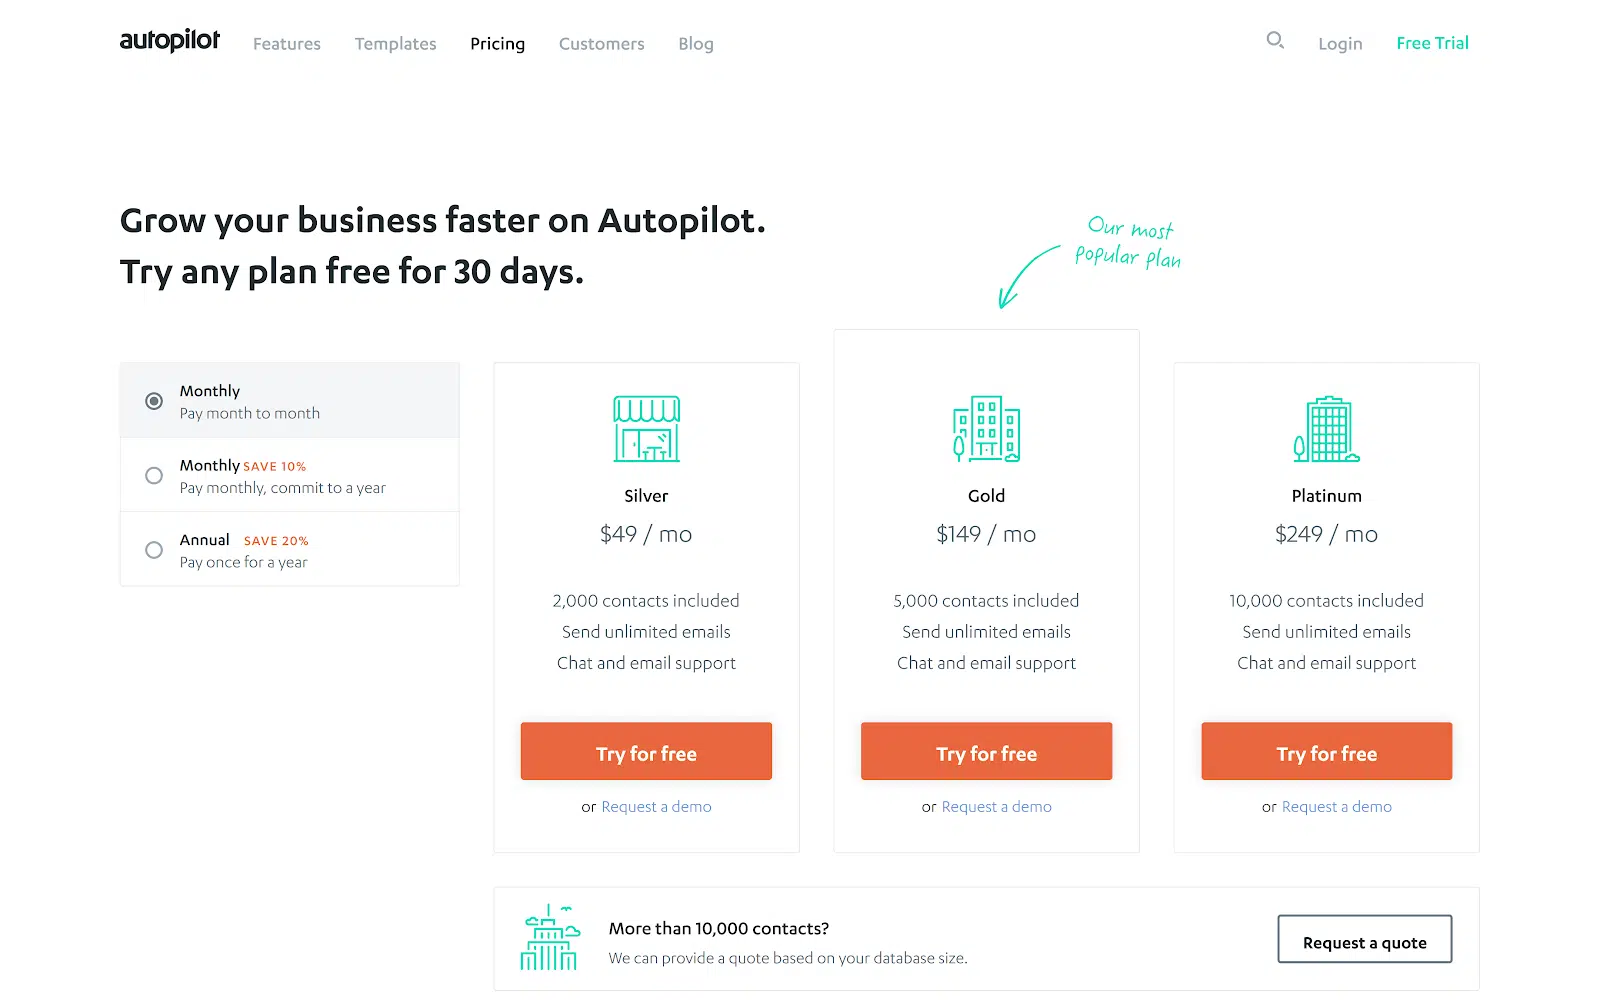 autopilot
Features
Templates
Pricing
Customers
Blog
Login
Free Trial
Grow your business faster on Autopilot.
Try any plan free for 30 days.
Our most
popular plan
Monthly
Pay month to month
Monthly SAVE 10%
Pay monthly, commit to a year
Annual SAVE 20%
Pay once for a year
Silver
$49 / mo
2,000 contacts included
Send unlimited emails
Chat and email support
Try for free
or Request a demo
Gold
$149 / mo
5,000 contacts included
Send unlimited emails
Chat and email support
Try for free
or Request a demo
Platinum
$249 / mo
10,000 contacts included
Send unlimited emails
Chat and email support
Try for free
or Request a demo
More than 10,000 contacts?
We can provide a quote based on your database size.
Request a quote